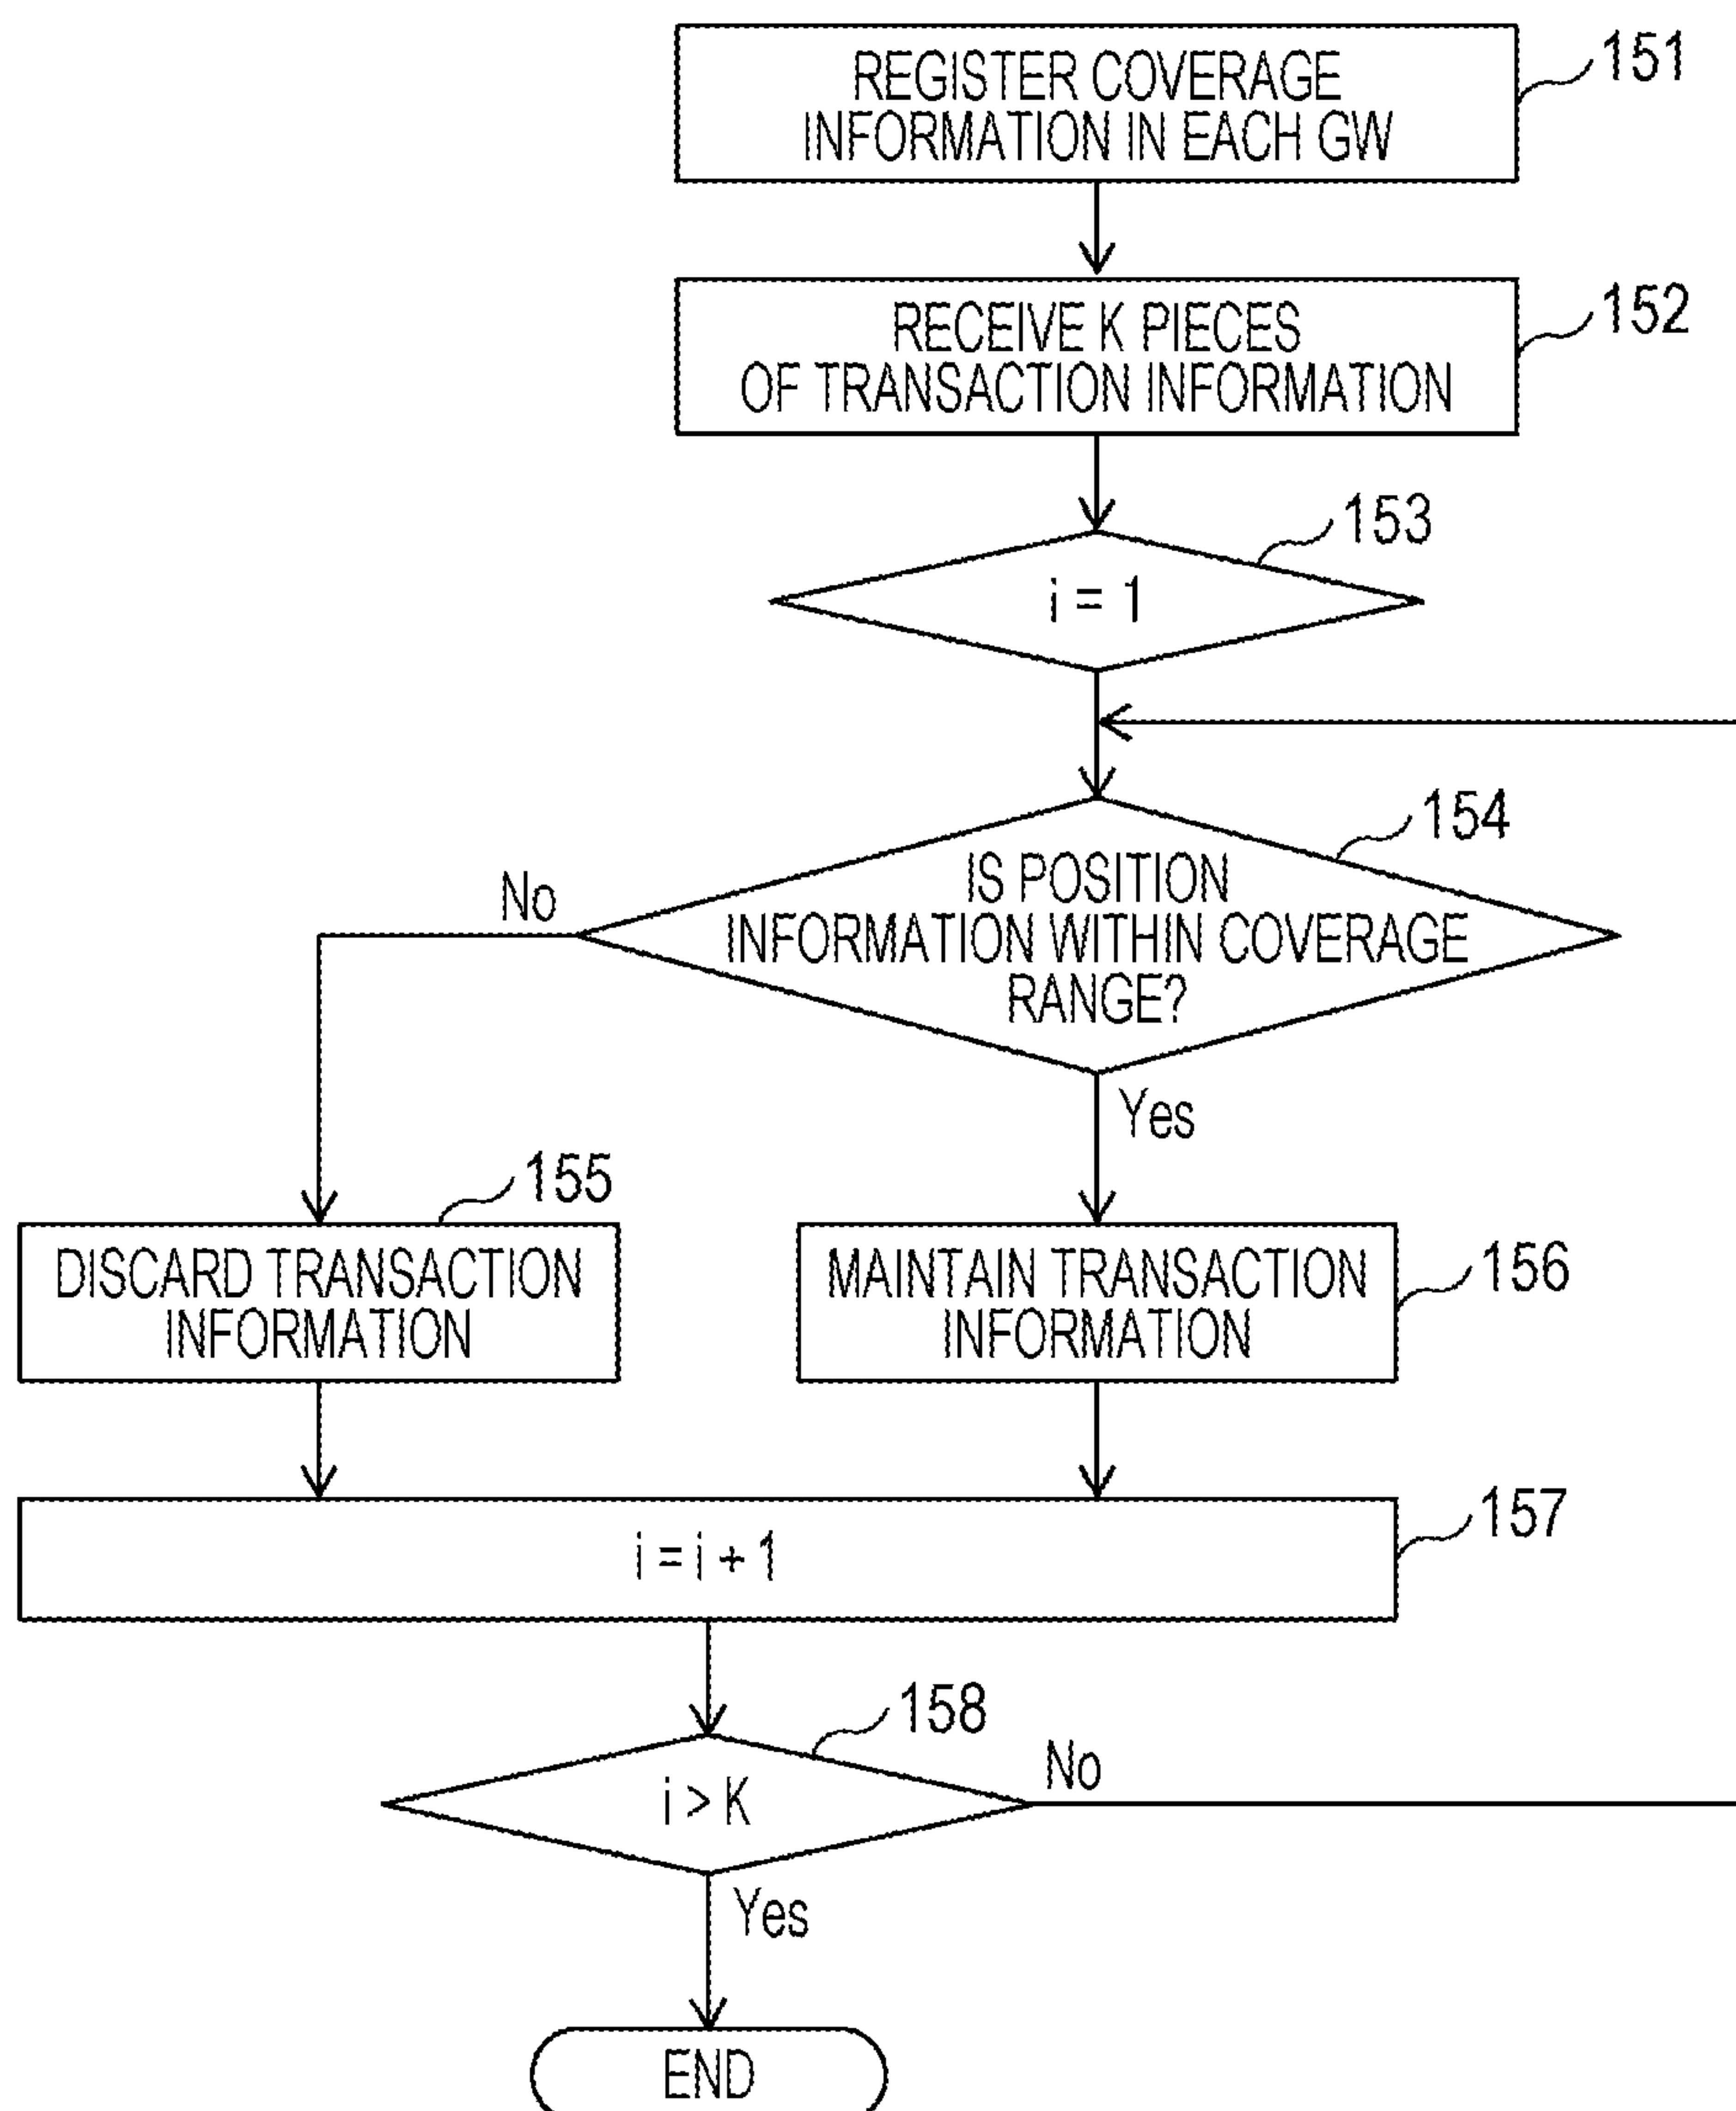 REGISTER COVERAGE
INFORMATION IN EACH GW
151
RECEIVE K PIECES
OF TRANSACTION INFORMATION
152
153
i = 1
154
IS POSITION
INFORMATION WITHIN COVERAGE
RANGE?
No
Yes
155
DISCARD TRANSACTION
INFORMATION
MAINTAIN TRANSACTION
INFORMATION
156
157
i = i + 1
158
i > K
No
Yes
END